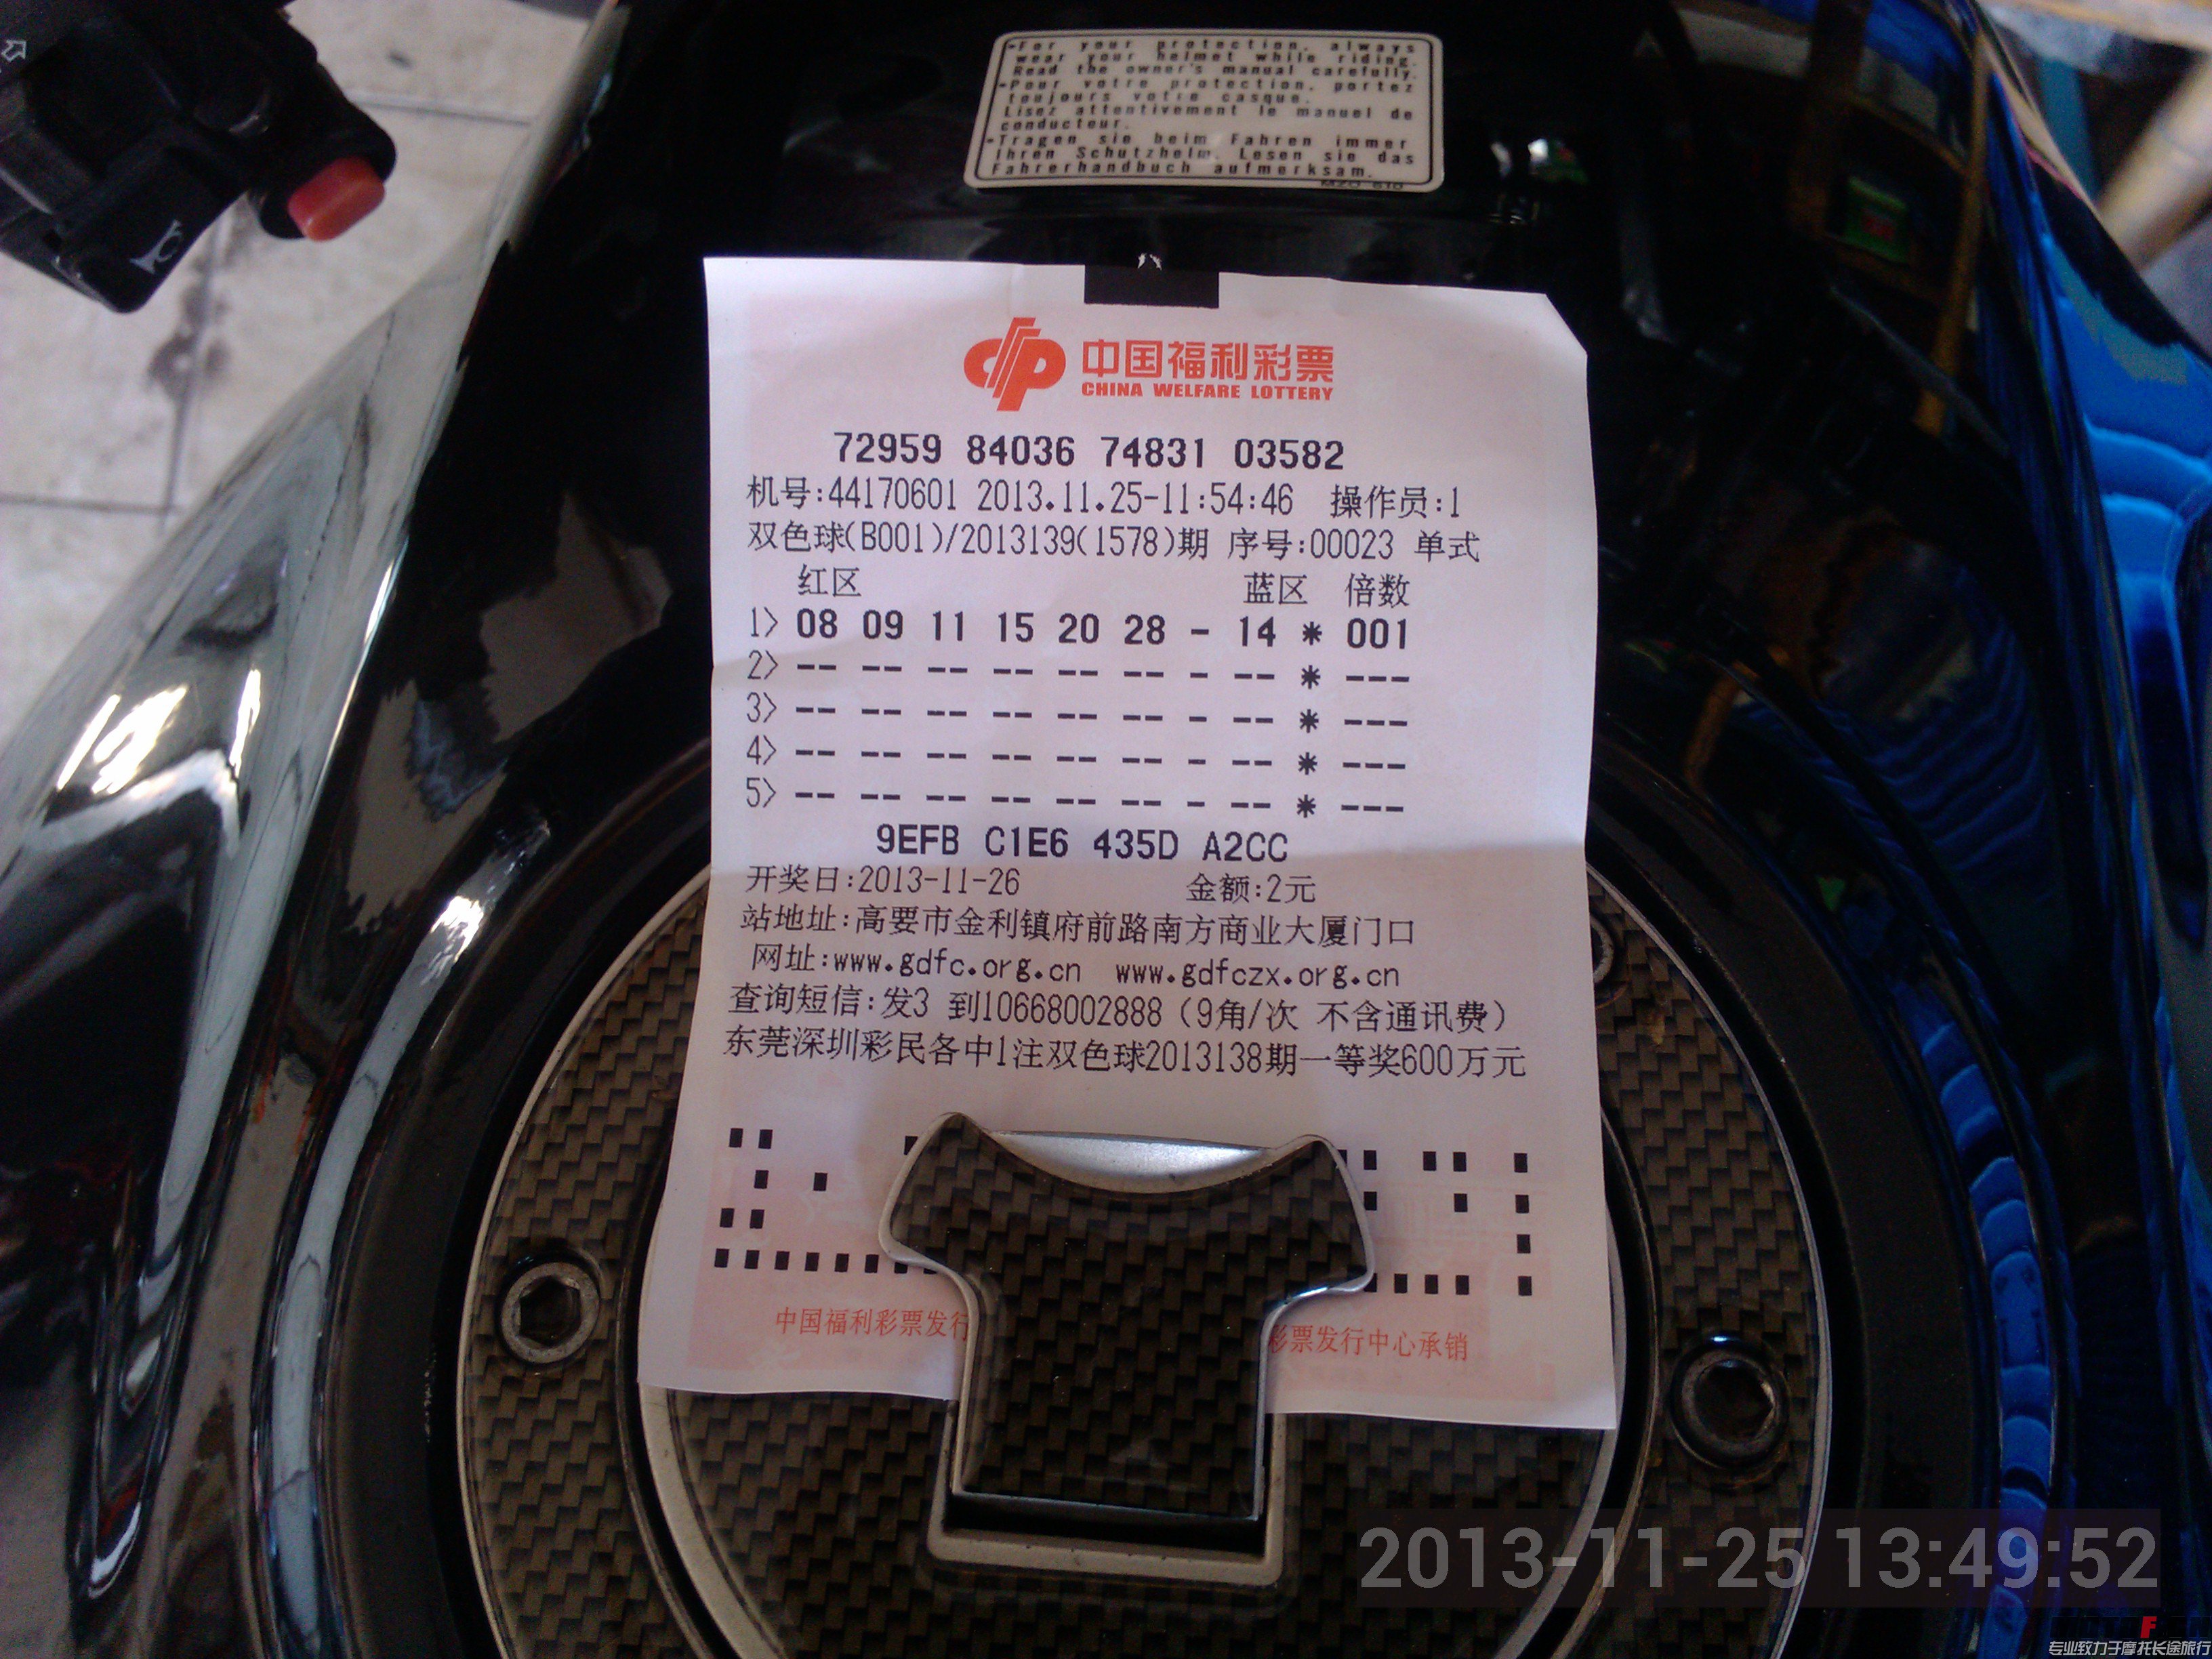 •For your protection, always
wear your helmet while riding.
Read the owner's manual carefully.
•Pour votre protection, portez
toujours votre casque.
Lisez attentivement le manuel de
conducteur.
•Tragen sie beim Fahren immer
Ihren Schutzhelm. Lesen sie das
Fahrerhandbuch aufmerksam.
中国福利彩票
CHINA WELFARE LOTTERY
72959 84036 74831 03582
机号:44170601 2013.11.25-11:54:46 操作员:1
双色球(B001)/2013139(1578)期 序号:00023 单式
红区 蓝区 倍数
1> 08 09 11 15 20 28 - 14 * 001
2> -- -- -- -- -- -- - -- * ---
3> -- -- -- -- -- -- - -- * ---
4> -- -- -- -- -- -- - -- * ---
5> -- -- -- -- -- -- - -- * ---
9EFB C1E6 435D A2CC
开奖日:2013-11-26 金额:2元
站地址:高要市金利镇府前路南方商业大厦门口
网址:www.gdfc.org.cn www.gdfczx.org.cn
查询短信:发3 到10668002888 (9角/次 不含通讯费)
东莞深圳彩民各中1注双色球2013138期一等奖600万元
中国福利彩票发行 彩票发行中心承销
2013-11-25 13:49:52
专业致力于摩托长途旅行